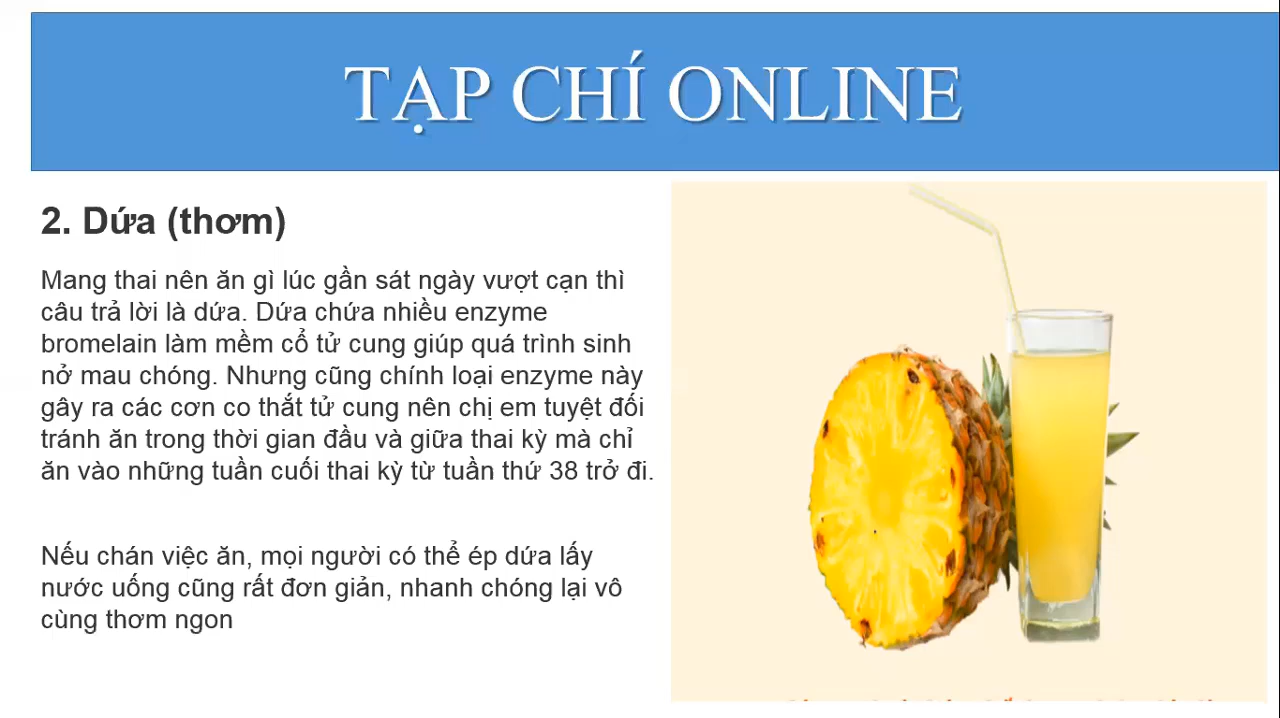 TẠP CHÍ ONLINE
2. Dứa (thơm)
Mang thai nên ăn gì lúc gần sát ngày vượt cạn thì
câu trả lời là dứa. Dứa chứa nhiều enzyme
bromelain làm mềm cổ tử cung giúp quá trình sinh
nở mau chóng. Nhưng cũng chính loại enzyme này
gây ra các cơn co thắt tử cung nên chị em tuyệt đối
tránh ăn trong thời gian đầu và giữa thai kỳ mà chỉ
ăn vào những tuần cuối thai kỳ từ tuần thứ 38 trở đi.
Nếu chán việc ăn, mọi người có thể ép dứa lấy
nước uống cũng rất đơn giản, nhanh chóng lại vô
cùng thơm ngon